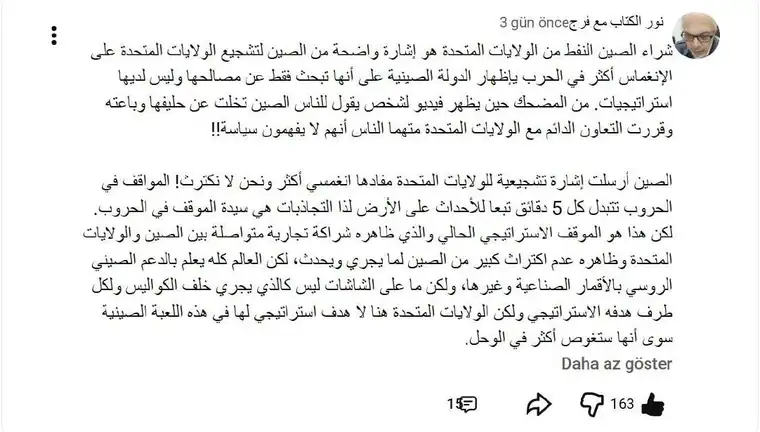 نور الكتاب مع فرج 3 gün önce
شراء الصين النفط من الولايات المتحدة هو إشارة واضحة من الصين لتشجيع الولايات المتحدة على
الإنغماس أكثر في الحرب بإظهار الدولة الصينية على أنها تبحث فقط عن مصالحها وليس لديها
استراتيجيات. من المضحك حين يظهر فيديو لشخص يقول للناس الصين تخلت عن حليفها وباعته
وقررت التعاون الدائم مع الولايات المتحدة متهما الناس أنهم لا يفهمون سياسة!!
الصين أرسلت إشارة تشجيعية للولايات المتحدة مفادها انغمسي أكثر ونحن لا نكترث! المواقف في
الحروب تتبدل كل 5 دقائق تبعا للأحداث على الأرض لذا التجاذبات هي سيدة الموقف في الحروب.
لكن هذا هو الموقف الاستراتيجي الحالي والذي ظاهره شراكة تجارية متواصلة بين الصين والولايات
المتحدة وظاهره عدم اكتراث كبير من الصين لما يجري ويحدث، لكن العالم كله يعلم بالدعم الصيني
الروسي بالأقمار الصناعية وغيرها، ولكن ما على الشاشات ليس كالذي يجري خلف الكواليس ولكل
طرف هدفه الاستراتيجي ولكن الولايات المتحدة هنا لا هدف استراتيجي لها في هذه اللعبة الصينية
سوى أنها ستغوص أكثر في الوحل.
Daha az göster
163 15